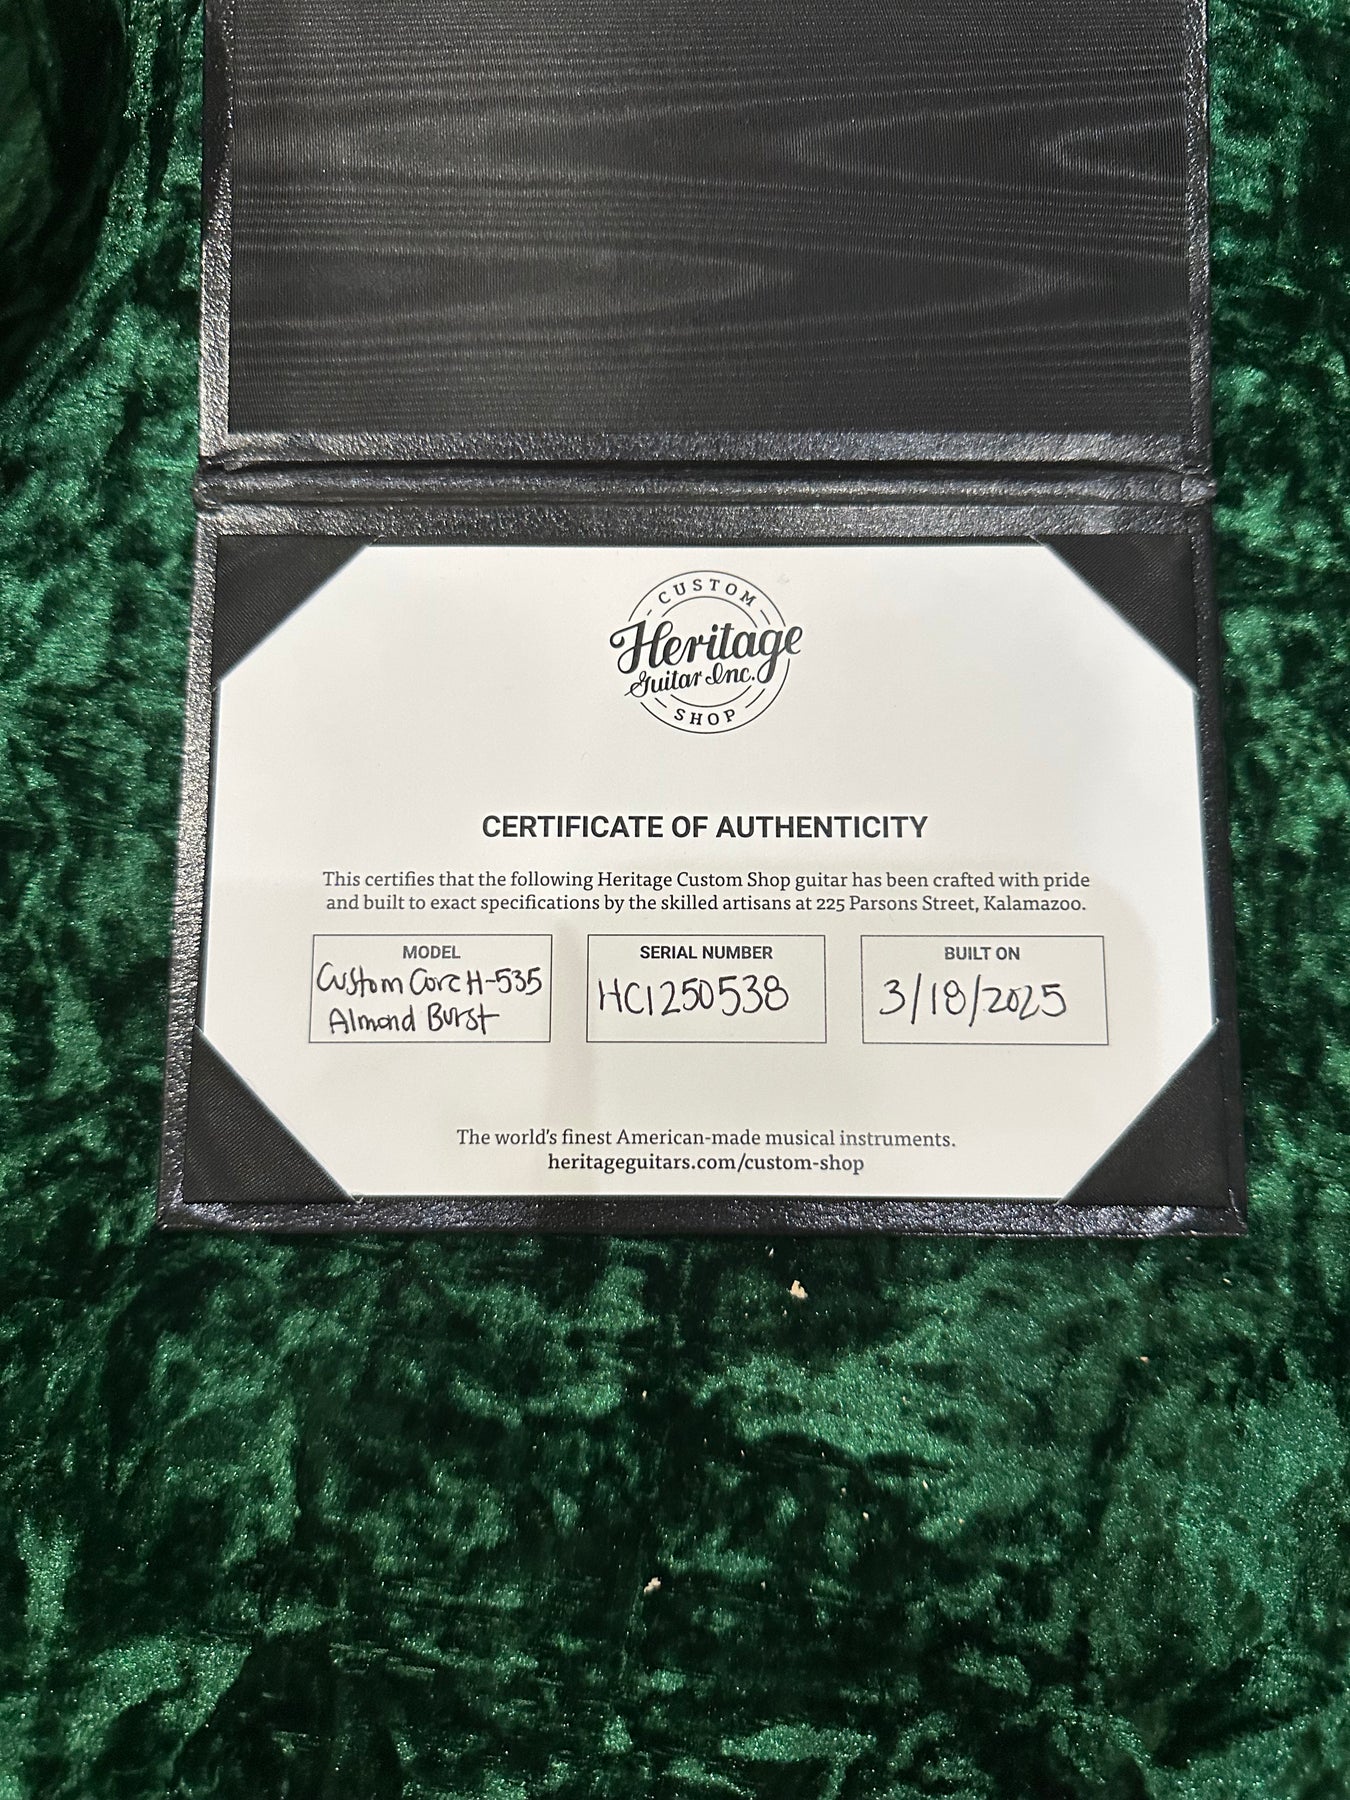 CUSTOM
Heritage
Guitar Inc.
SHOP
CERTIFICATE OF AUTHENTICITY
This certifies that the following Heritage Custom Shop guitar has been crafted with pride
and built to exact specifications by the skilled artisans at 225 Parsons Street, Kalamazoo.
MODEL
Custom Core H-535
Almond Burst
SERIAL NUMBER
HC1250538
BUILT ON
3/18/2025
The world's finest American-made musical instruments.
heritageguitars.com/custom-shop